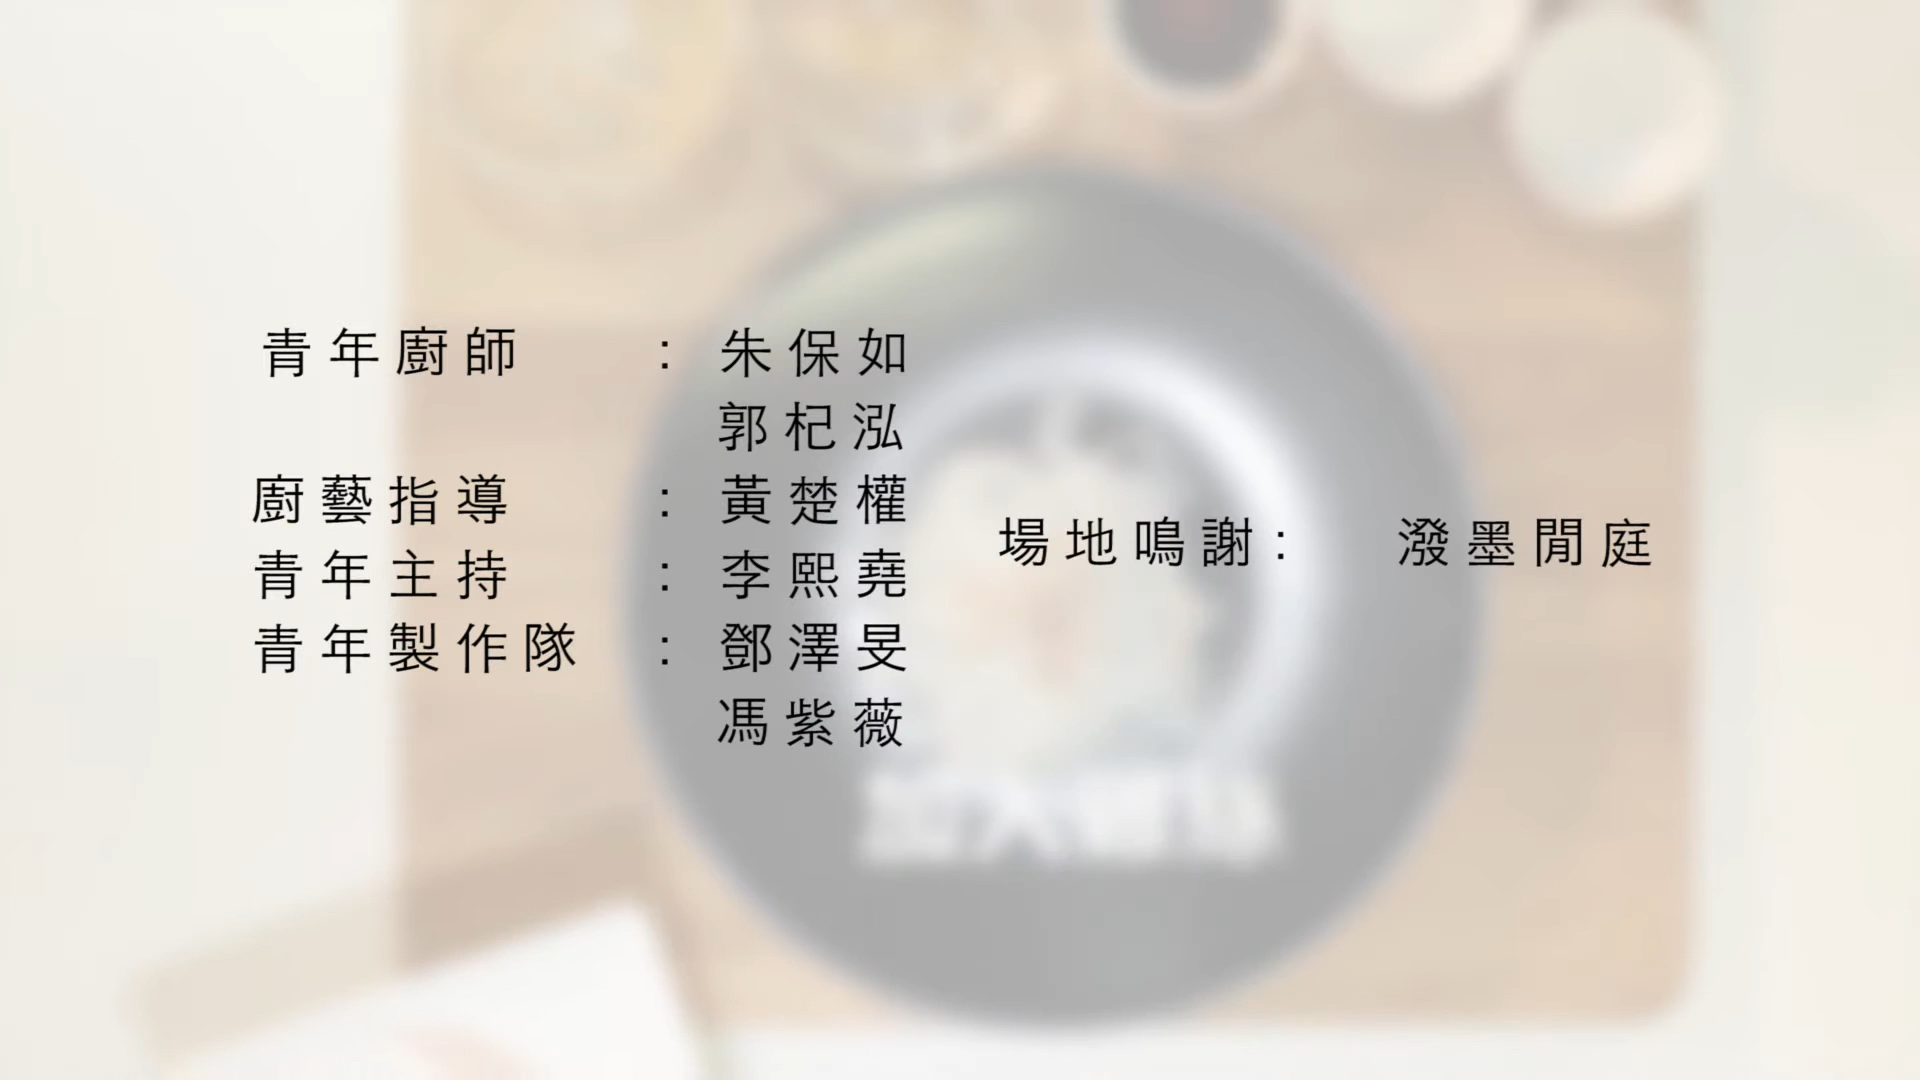 青年廚師 : 朱保如
郭杞泓
廚藝指導 : 黃楚權
青年主持 : 李熙堯
青年製作隊 : 鄧澤旻
馮紫薇
場地鳴謝: 潑墨閒庭